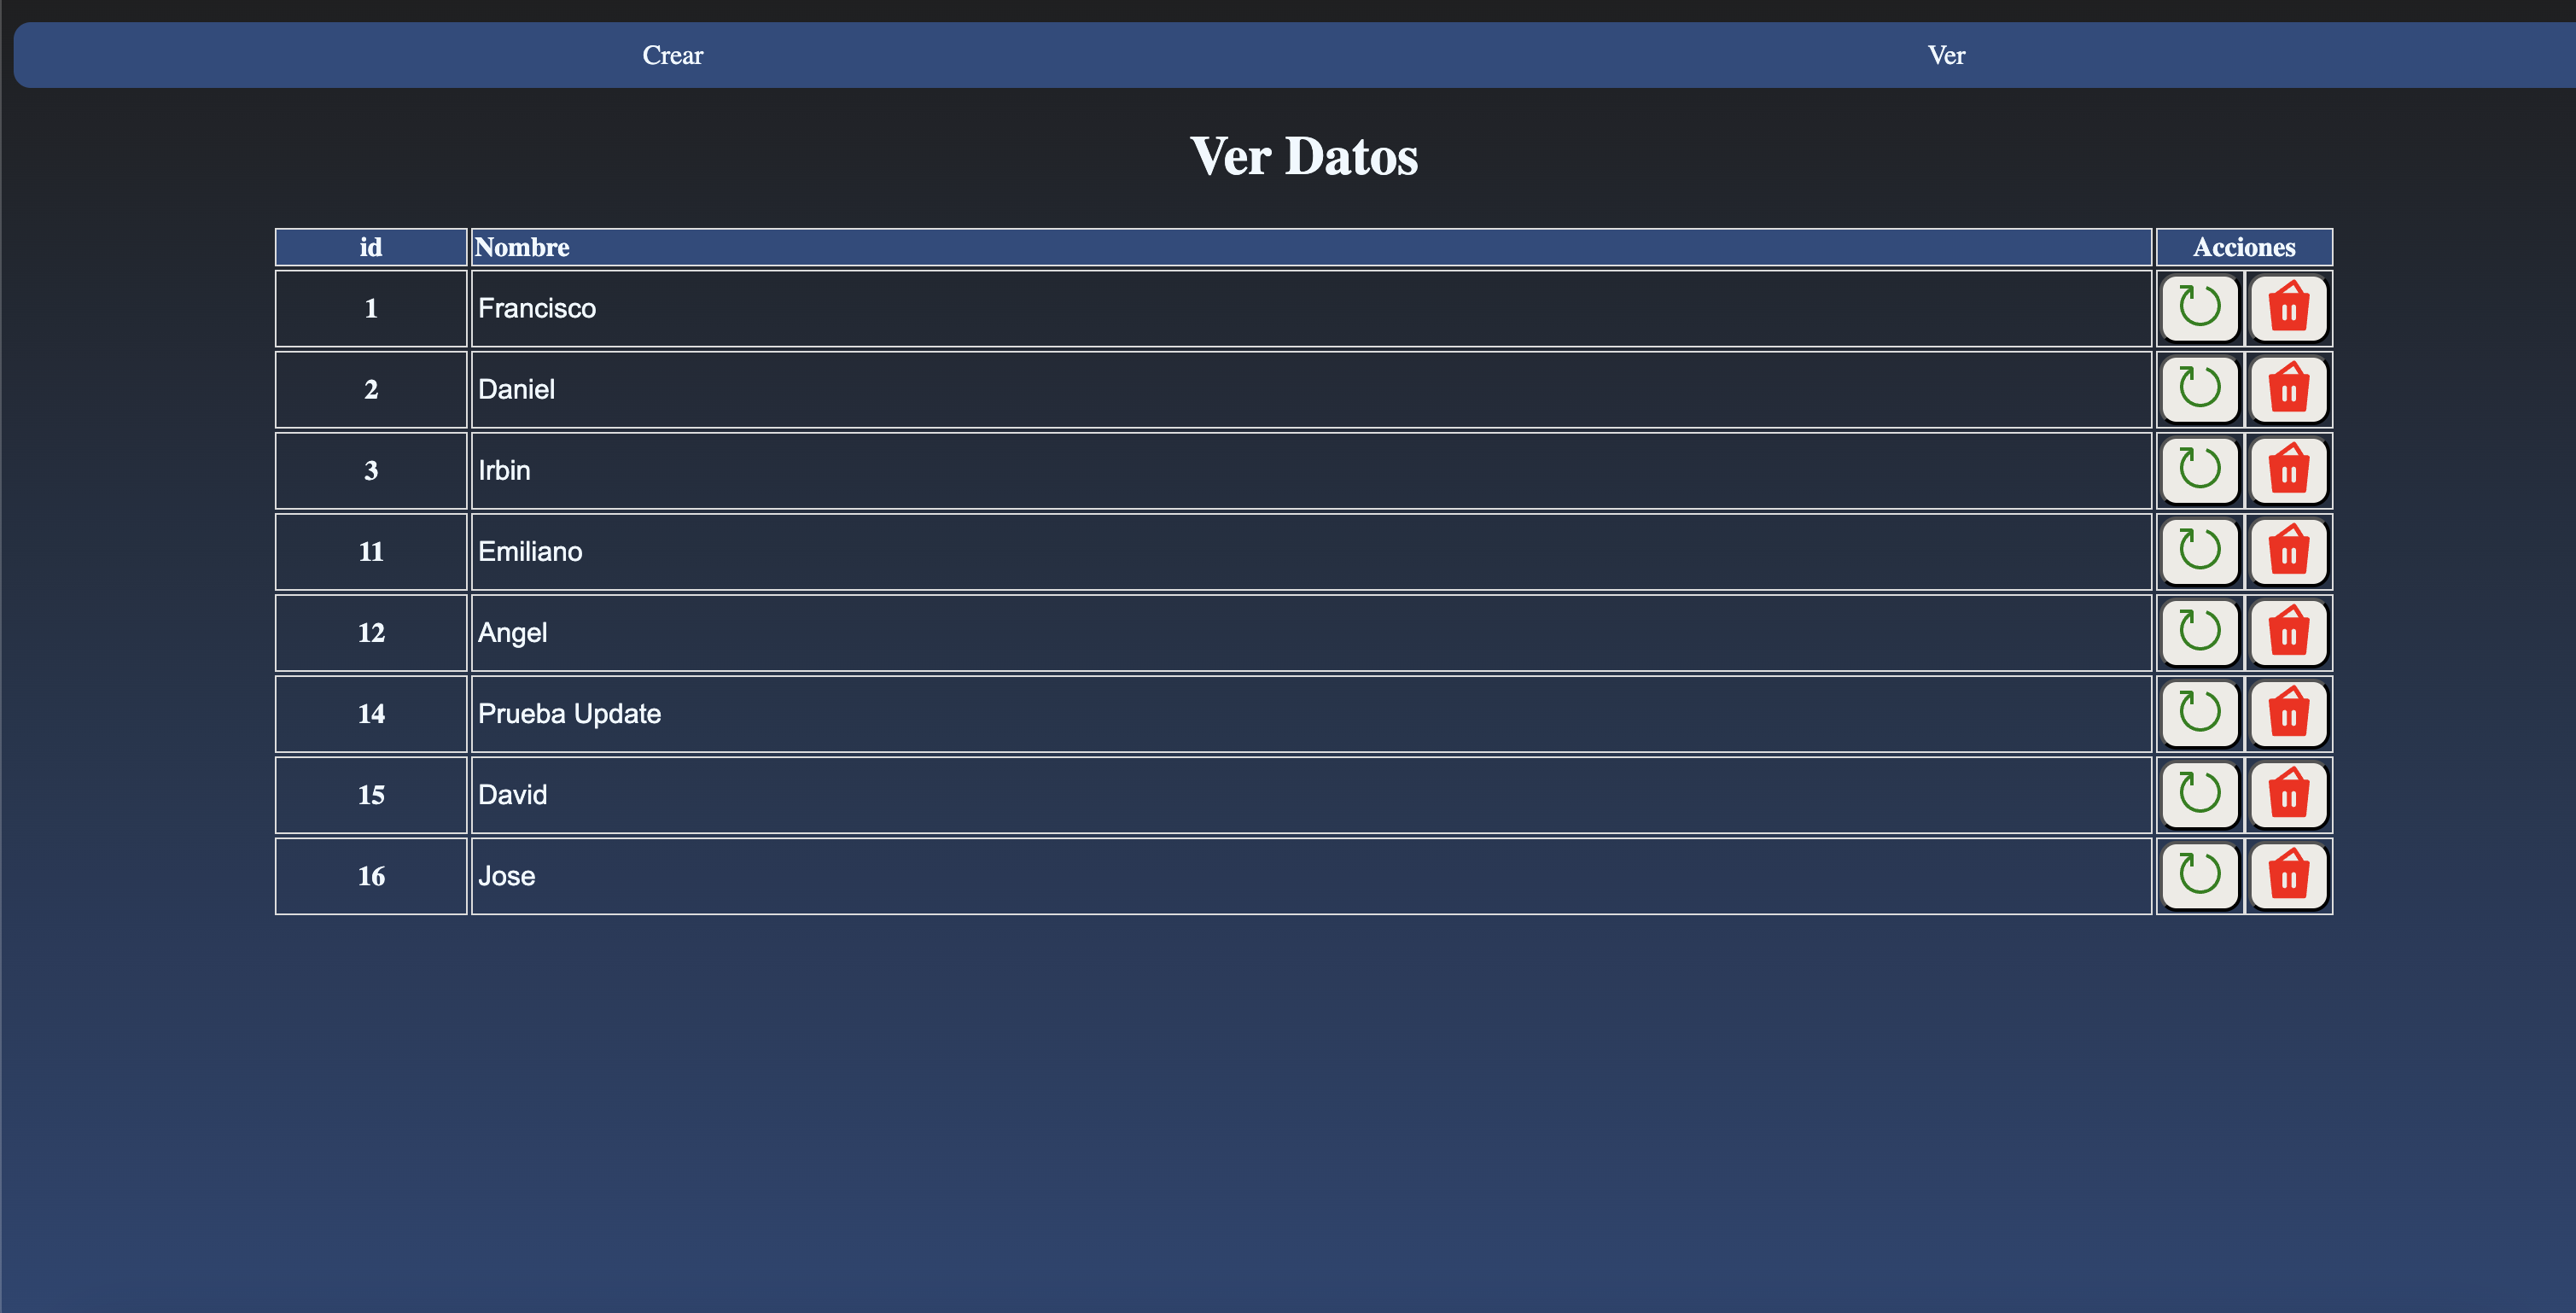 Crear Ver
Ver Datos
id Nombre Acciones
1 Francisco
2 Daniel
3 Irbin
11 Emiliano
12 Angel
14 Prueba Update
15 David
16 Jose